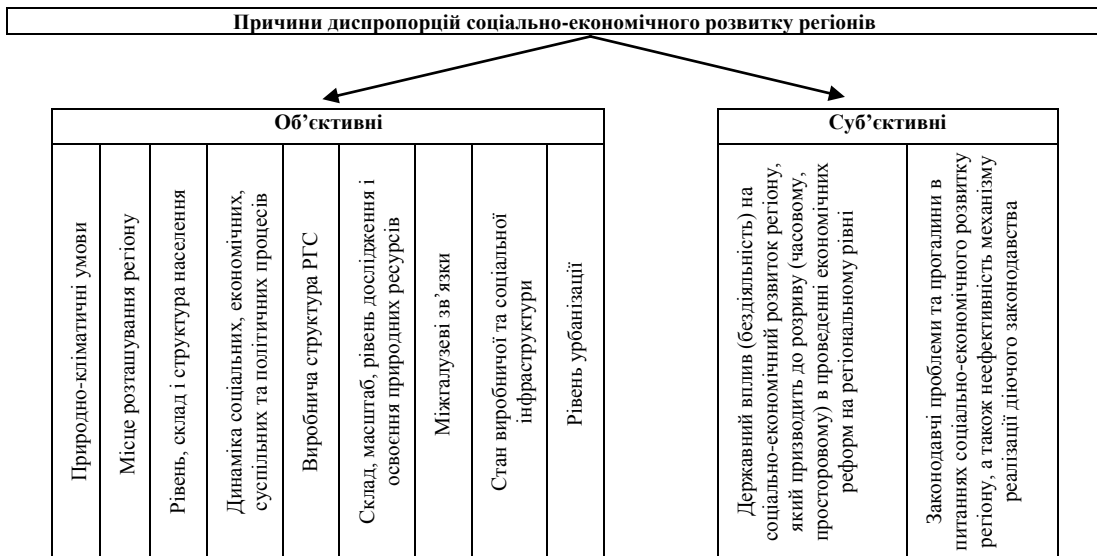 Причини диспропорцій соціально-економічного розвитку регіонів
Об’єктивні
Природно-кліматичні умови
Місце розташування регіону
Рівень, склад і структура населення
Динаміка соціальних, економічних,
суспільних та політичних процесів
Виробнича структура РГС
Склад, масштаб, рівень дослідження і
освоєння природних ресурсів
Міжгалузеві зв’язки
Стан виробничої та соціальної
інфраструктури
Рівень урбанізації
Суб’єктивні
Державний вплив (бездіяльність) на
соціально-економічний розвиток регіону,
який призводить до розриву (часовому,
просторовому) в проведенні економічних
реформ на регіональному рівні
Законодавчі проблеми та прогалини в
питаннях соціально-економічного розвитку
регіону, а також неефективність механізму
реалізації діючого законодавства